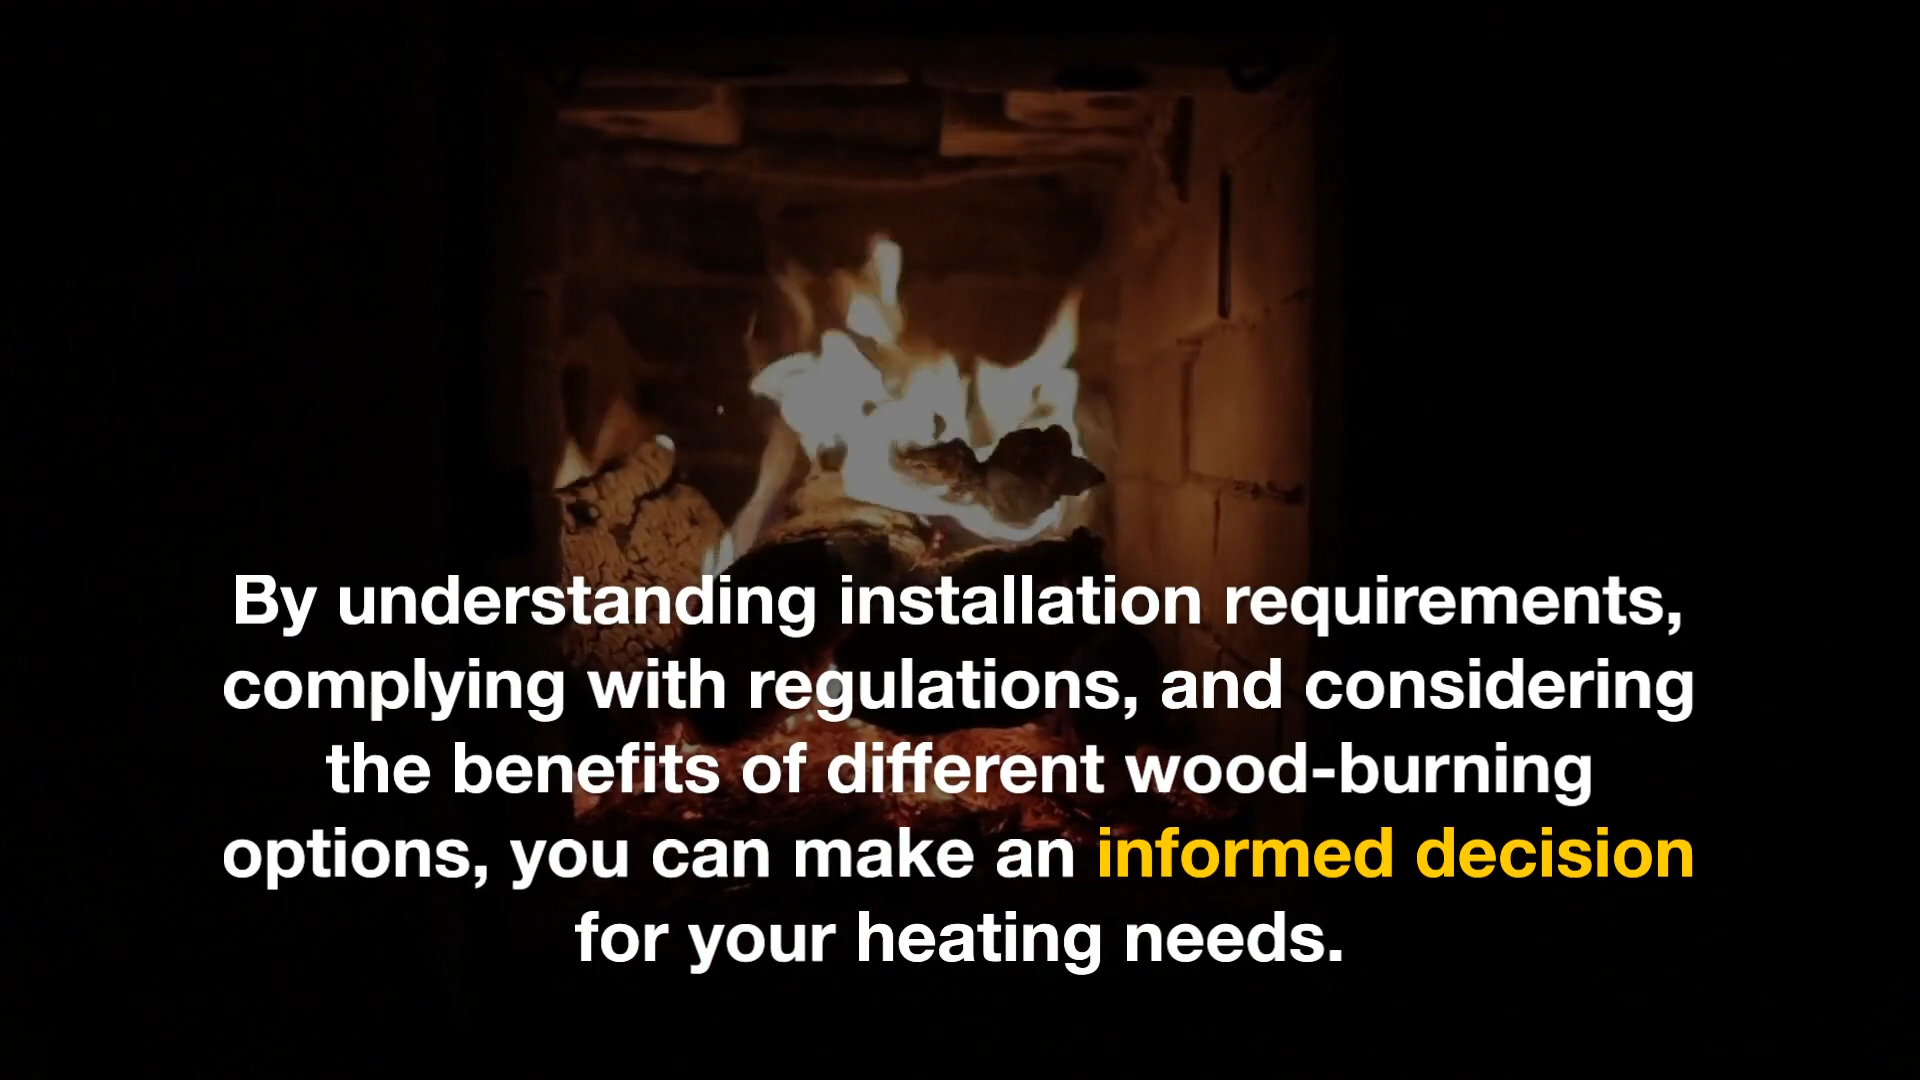 By understanding installation requirements,
complying with regulations, and considering
the benefits of different wood-burning
options, you can make an informed decision
for your heating needs.